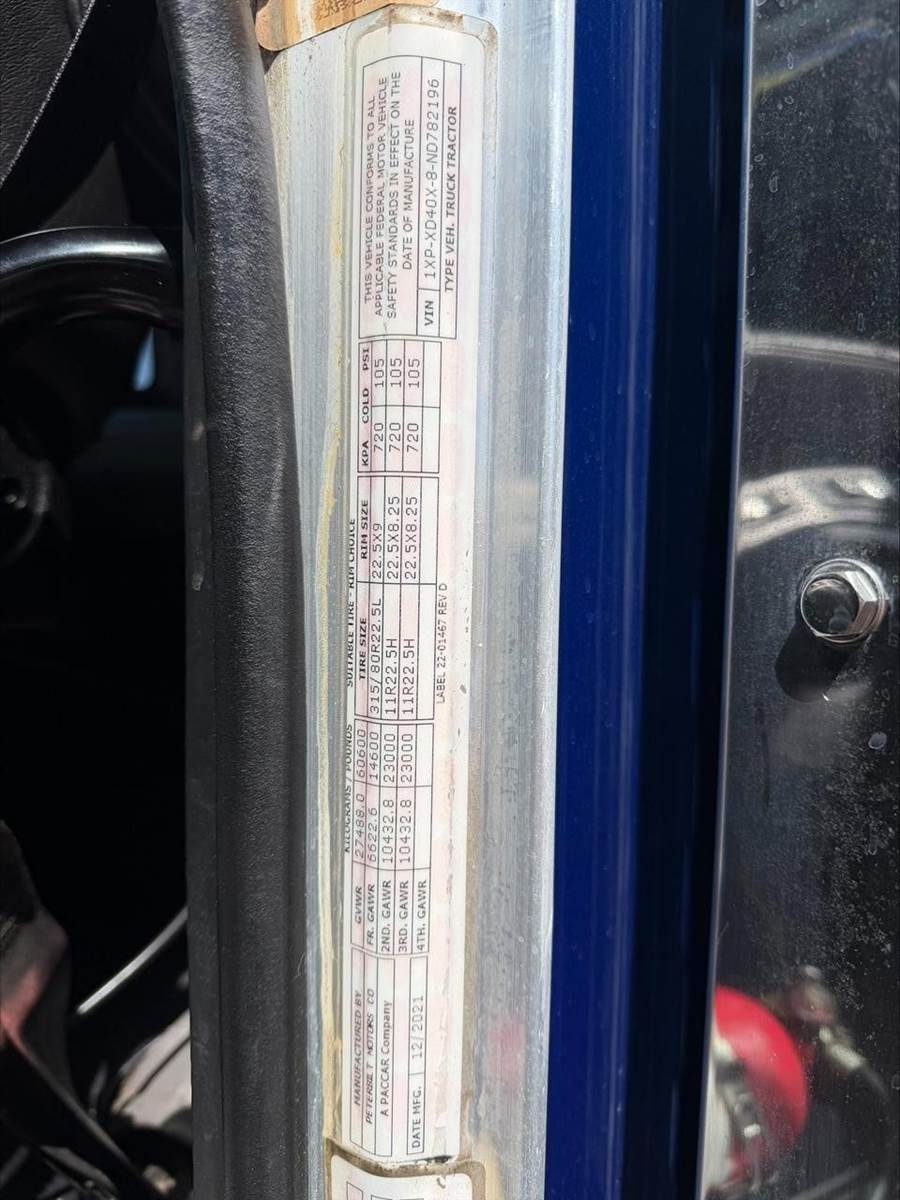 MANUFACTURED BY
PETERBILT MOTORS CO
A PACCAR Company
DATE MFG. 12/2021
KILOGRAMS / POUNDS
GVWR 27488.0 60600
FR. GAWR 6622.6 14600
2ND. GAWR 10432.8 23000
3RD. GAWR 10432.8 23000
4TH. GAWR
SUITABLE TIRE - RIM CHOICE
TIRE SIZE RIM SIZE
315/80R22.5L 22.5X9
11R22.5H 22.5X8.25
11R22.5H 22.5X8.25
LABEL 22-01467 REV D
KPA COLD PSI
720 105
720 105
720 105
THIS VEHICLE CONFORMS TO ALL
APPLICABLE FEDERAL MOTOR VEHICLE
SAFETY STANDARDS IN EFFECT ON THE
DATE OF MANUFACTURE
VIN 1XP-XD40X-8-ND782196
TYPE VEH. TRUCK TRACTOR